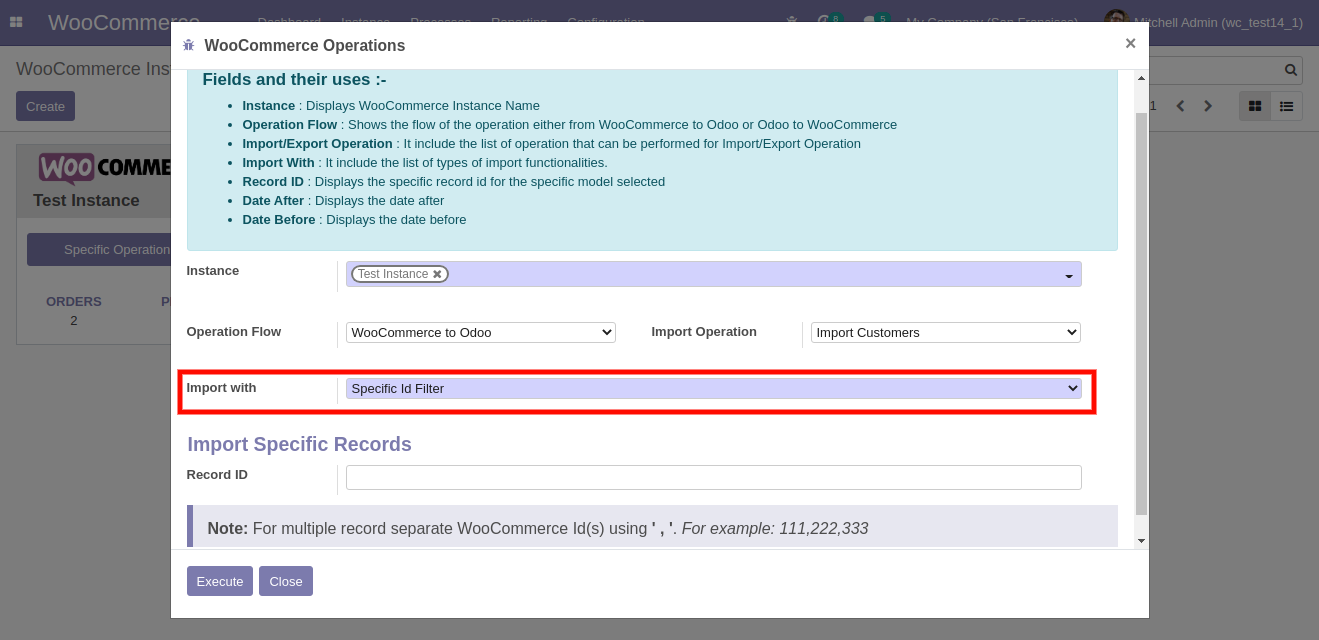 WooCommerce
Dashboard Instance Processes Reporting Configuration
8 5 My Company (San Francisco) Mitchell Admin (wc_test14_1)
WooCommerce Operations ×
WooCommerce
Create
1
WOO COMME
Test Instance
Specific Operation
ORDERS
2
Fields and their uses :-
• Instance : Displays WooCommerce Instance Name
• Operation Flow : Shows the flow of the operation either from WooCommerce to Odoo or Odoo to WooCommerce
• Import/Export Operation : It include the list of operation that can be performed for Import/Export Operation
• Import With : It include the list of types of import functionalities.
• Record ID : Displays the specific record id for the specific model selected
• Date After : Displays the date after
• Date Before : Displays the date before
Instance Test Instance ×
Operation Flow WooCommerce to Odoo Import Operation Import Customers
Import with Specific Id Filter
Import Specific Records
Record ID
Note: For multiple record separate WooCommerce Id(s) using ' , '. For example: 111,222,333
Execute Close